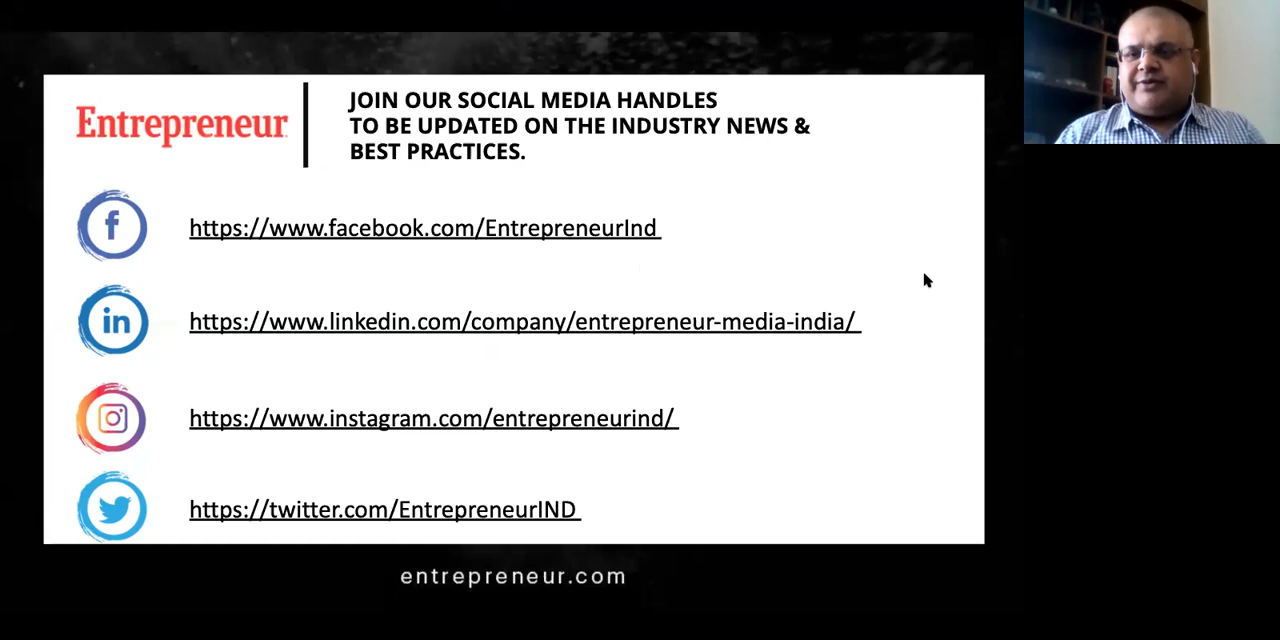 Entrepreneur
JOIN OUR SOCIAL MEDIA HANDLES
TO BE UPDATED ON THE INDUSTRY NEWS &
BEST PRACTICES.
https://www.facebook.com/EntrepreneurInd
https://www.linkedin.com/company/entrepreneur-media-india/
https://www.instagram.com/entrepreneurind/
https://twitter.com/EntrepreneurIND
entrepreneur.com